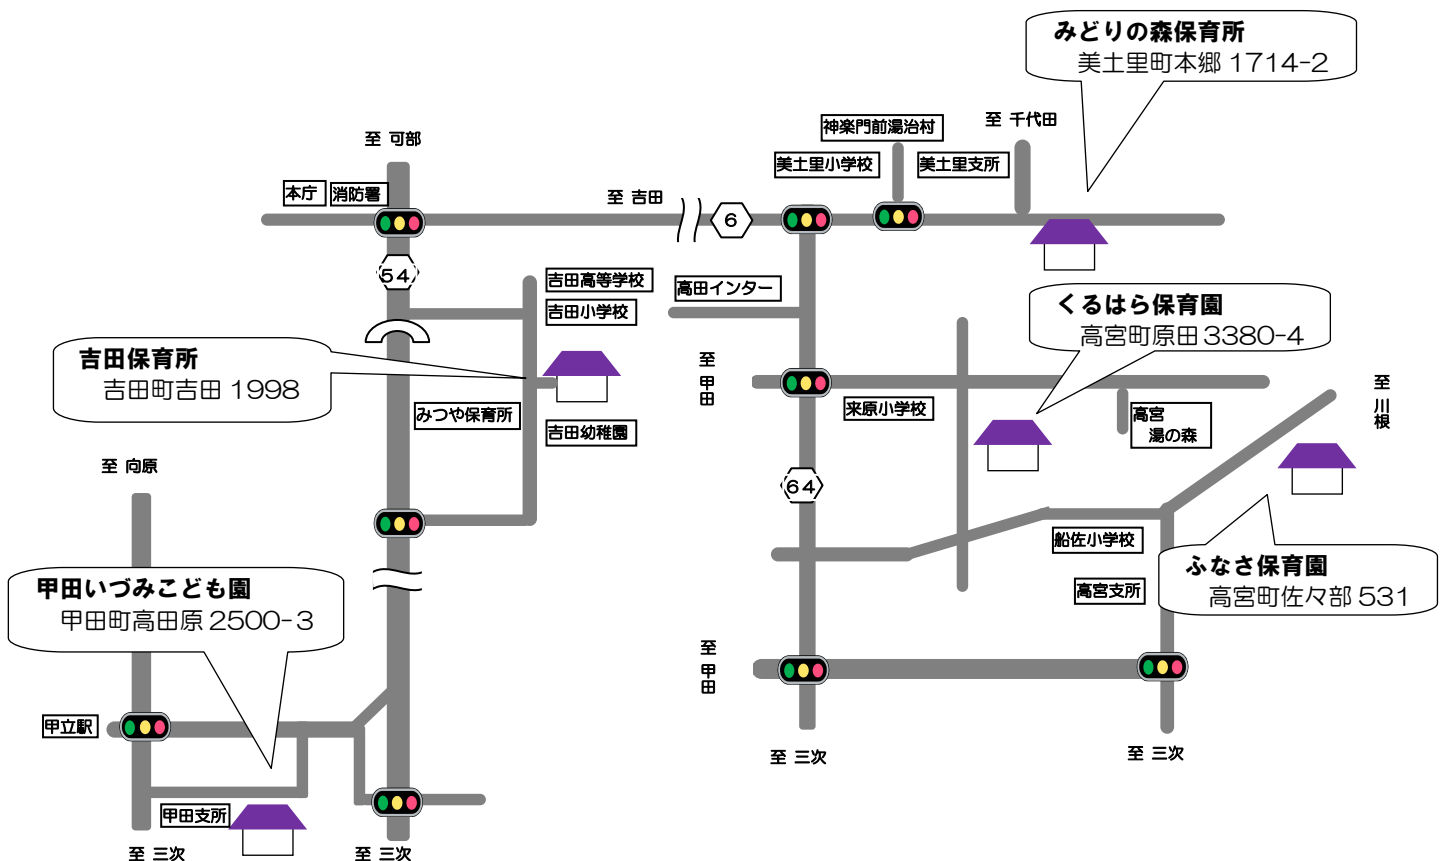 みどりの森保育所
美土里町本郷 1714-2
神楽門前湯治村
至 千代田
至 可部
美土里小学校
美土里支所
本庁
消防署
至 吉田
6
54
吉田高等学校
高田インター
吉田小学校
くるはら保育園
高宮町原田 3380-4
吉田保育所
吉田町吉田 1998
至 甲田
至 川根
みつや保育所
来原小学校
高宮
湯の森
吉田幼稚園
至 向原
64
船佐小学校
ふなさ保育園
高宮町佐々部 531
甲田いづみこども園
甲田町高田原 2500-3
高宮支所
至 甲田
甲立駅
至 三次
至 三次
甲田支所
至 三次
至 三次